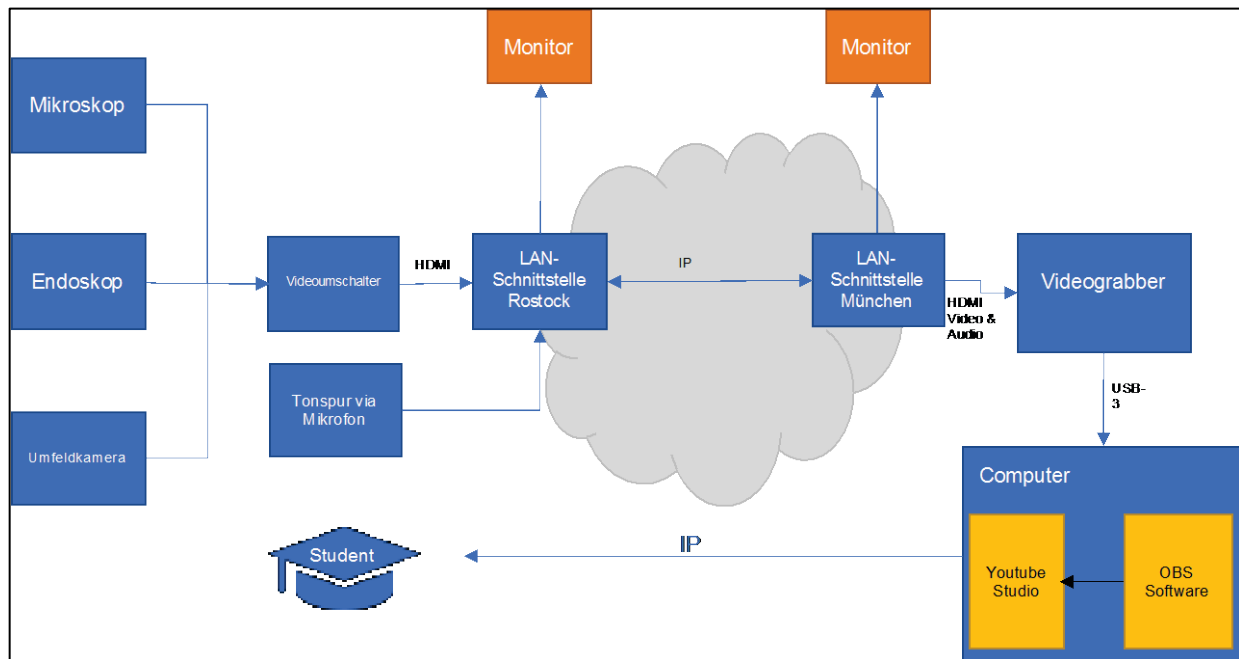 Monitor
Monitor
Mikroskop
Endoskop
Videoumschalter
HDMI
LAN-
Schnittstelle
Rostock
IP
LAN-
Schnittstelle
München
HDMI
Video &
Audio
Videograbber
Tonspur via
Mikrofon
USB-
3
Umfeldkamera
Computer
Student
IP
Youtube
Studio
OBS
Software